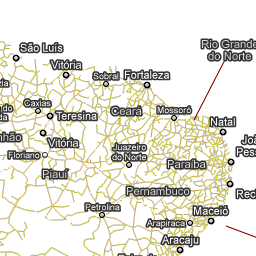 São Luís
Rio Grande
do Norte
Vitória
Sobral
Fortaleza
Caxias
do
Ceará
Mossoró
Teresina
Natal
Vitória
Juazeiro
do Norte
Floriano
Paraíba
Piauí
Pernambuco
Petrolina
Maceió
Arapiraca
Aracaju